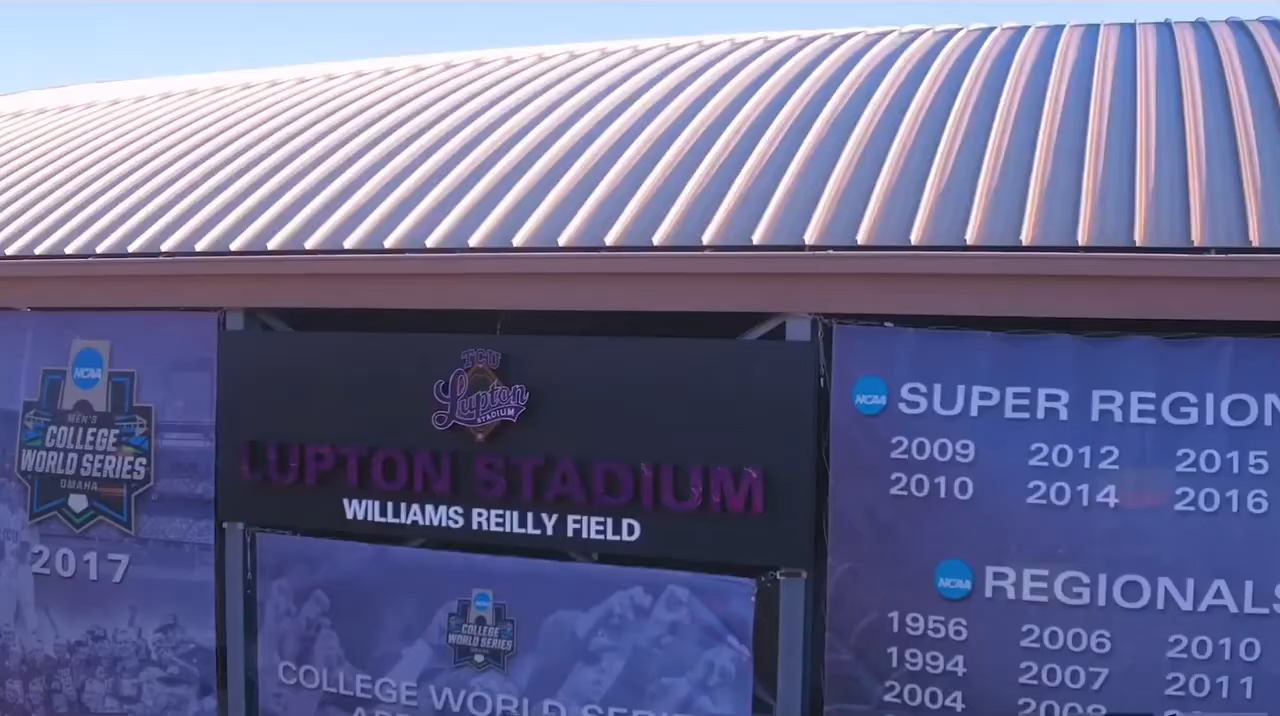 NCAA
MEN'S
COLLEGE
WORLD SERIES
OMAHA
2017
TCU
Lupton
STADIUM
LUPTON STADIUM
WILLIAMS REILLY FIELD
NCAA
COLLEGE
WORLD SERIES
COLLEGE WORLD SERI
NCAA SUPER REGION
2009 2012 2015
2010 2014 2016
NCAA REGIONALS
1956 2006 2010
1994 2007 2011
2004 2008